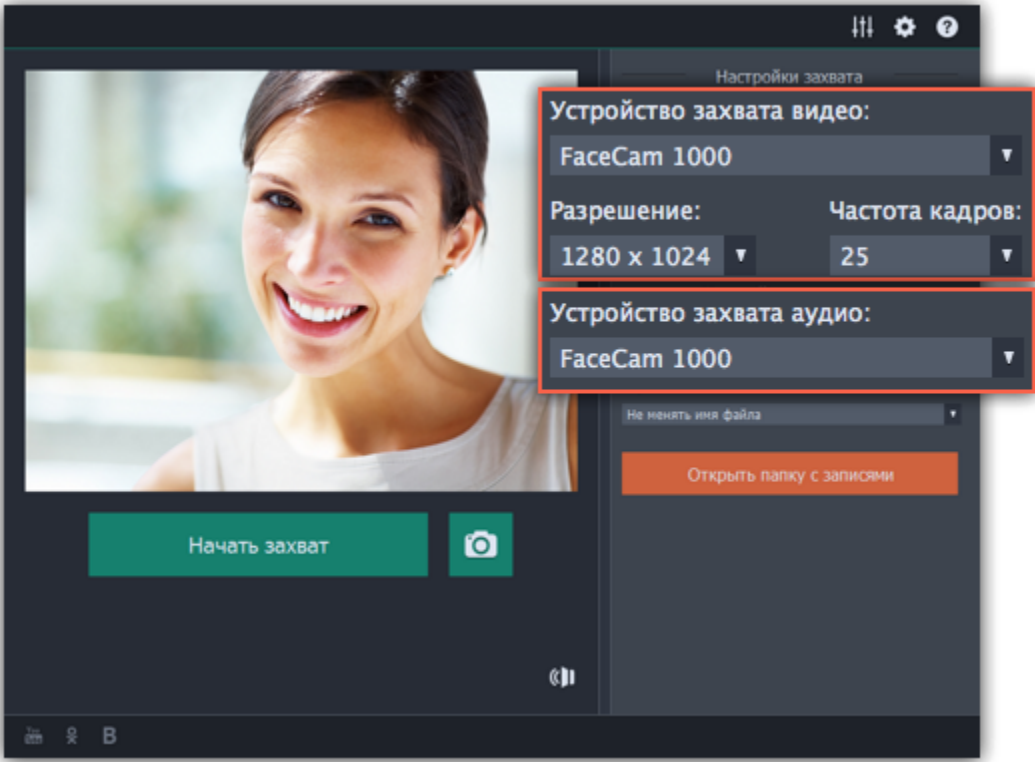 Настройки захвата
Устройство захвата видео:
FaceCam 1000
Разрешение: Частота кадров:
1280 x 1024 25
Устройство захвата аудио:
FaceCam 1000
Не менять имя файла
Открыть папку с записями
Начать захват
B